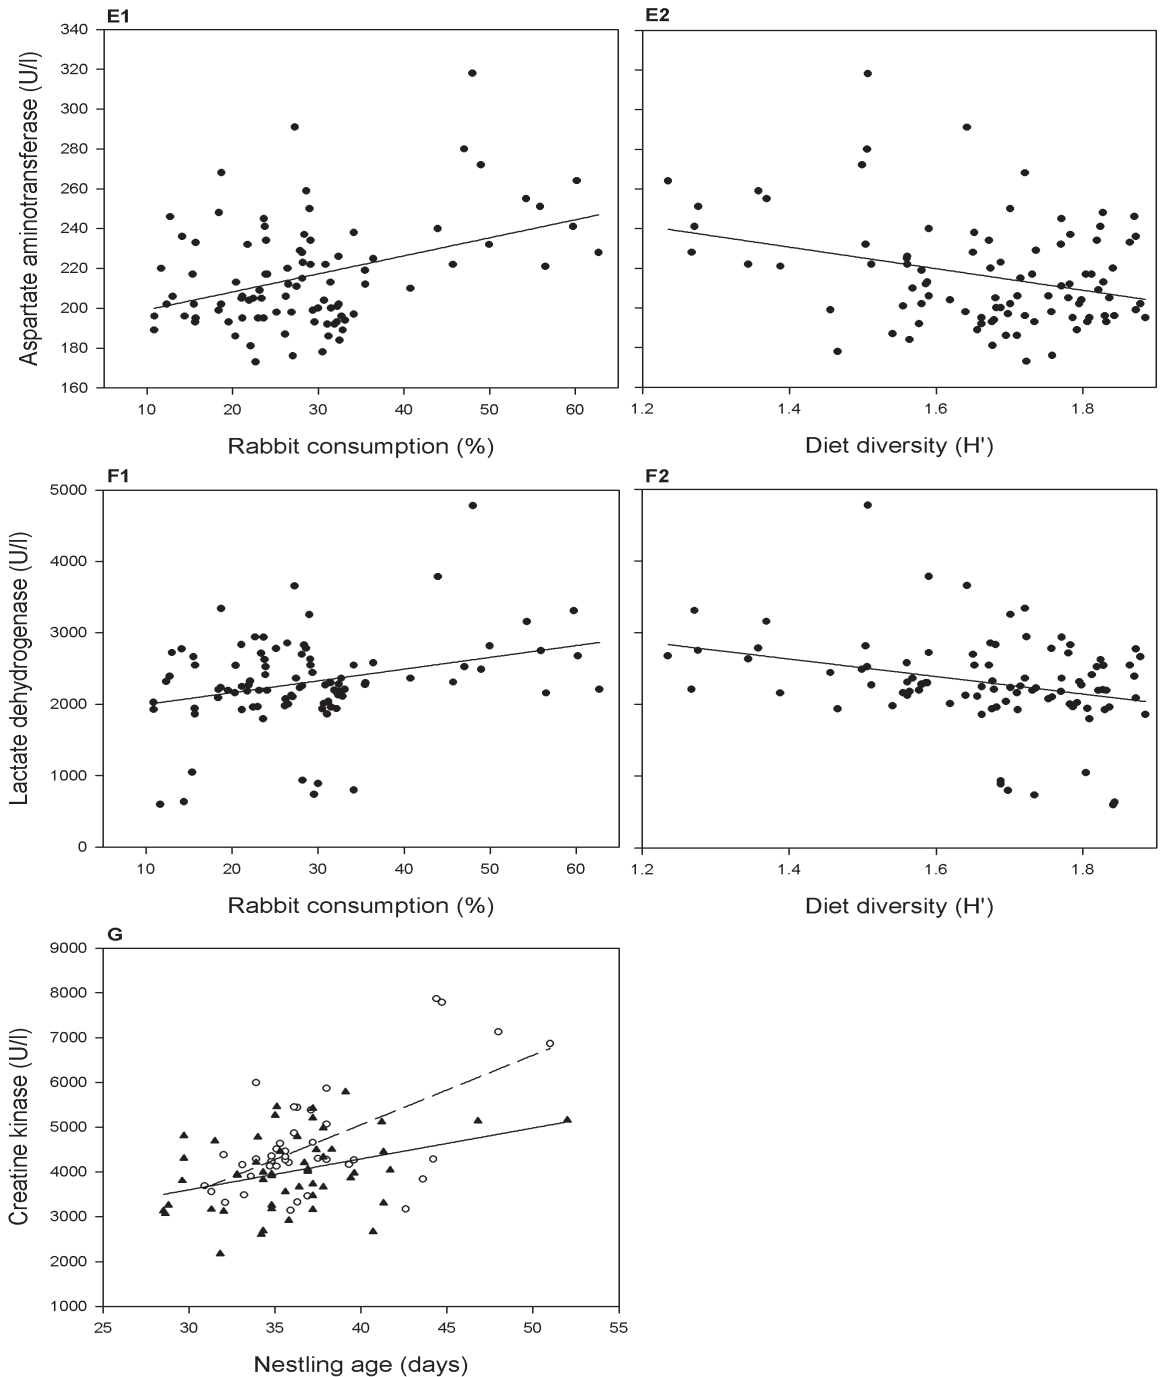 E1 E2
340
320
300
280
260
240
220
200
180
160
Aspartate aminotransferase (U/l)
10 20 30 40 50 60 1.2 1.4 1.6 1.8
Rabbit consumption (%) Diet diversity (H')
F1 F2
5000
4000
3000
2000
1000
0
Lactate dehydrogenase (U/l)
10 20 30 40 50 60 1.2 1.4 1.6 1.8
Rabbit consumption (%) Diet diversity (H')
G
9000
8000
7000
6000
5000
4000
3000
2000
1000
Creatine kinase (U/l)
25 30 35 40 45 50 55
Nestling age (days)